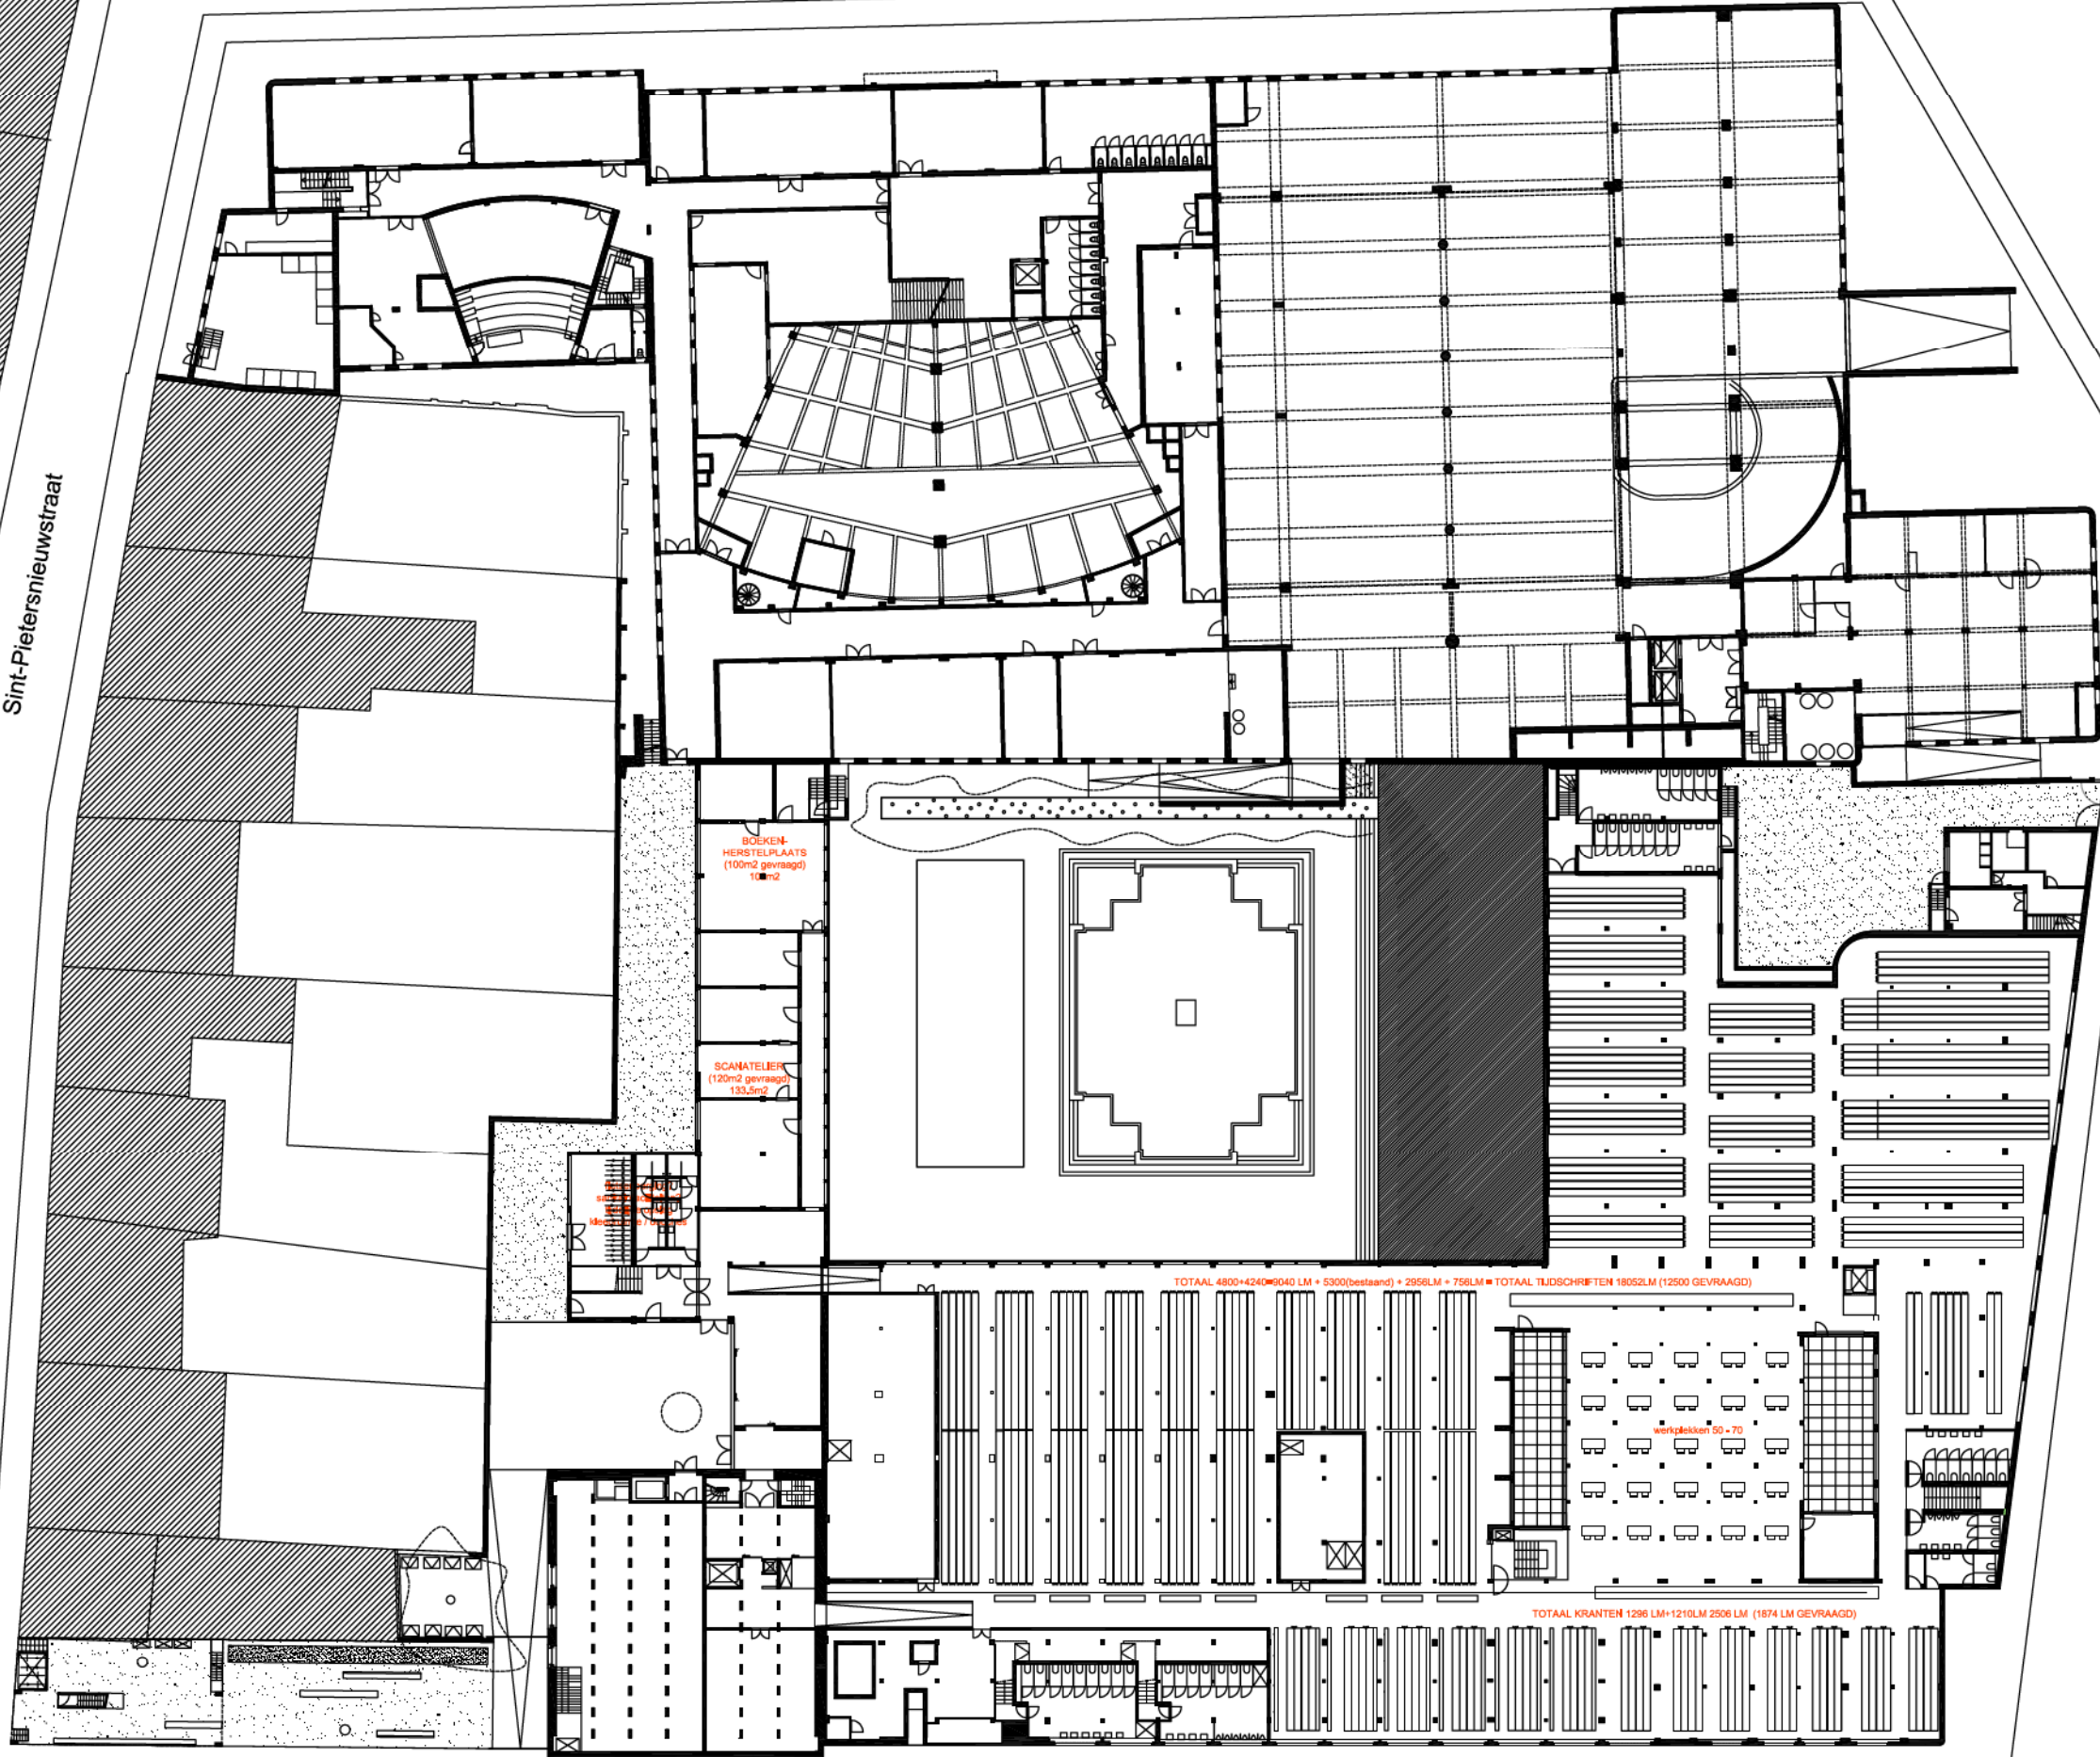 Sint-Pietersnieuwstraat
BOEKEN-
HERSTELPLAATS
(100m2 gevraagd)
SCANATELIER
(120m2 gevraagd)
133,5m2
TOTAAL 4800+4240=9040 LM + 5300(bestaand) + 2956LM + 756LM = TOTAAL TIJDSCHRIFTEN 18052LM (12500 GEVRAAGD)
werkplekken 50 - 70
TOTAAL KRANTEN 1296 LM+1210LM 2506 LM (1874 LM GEVRAAGD)